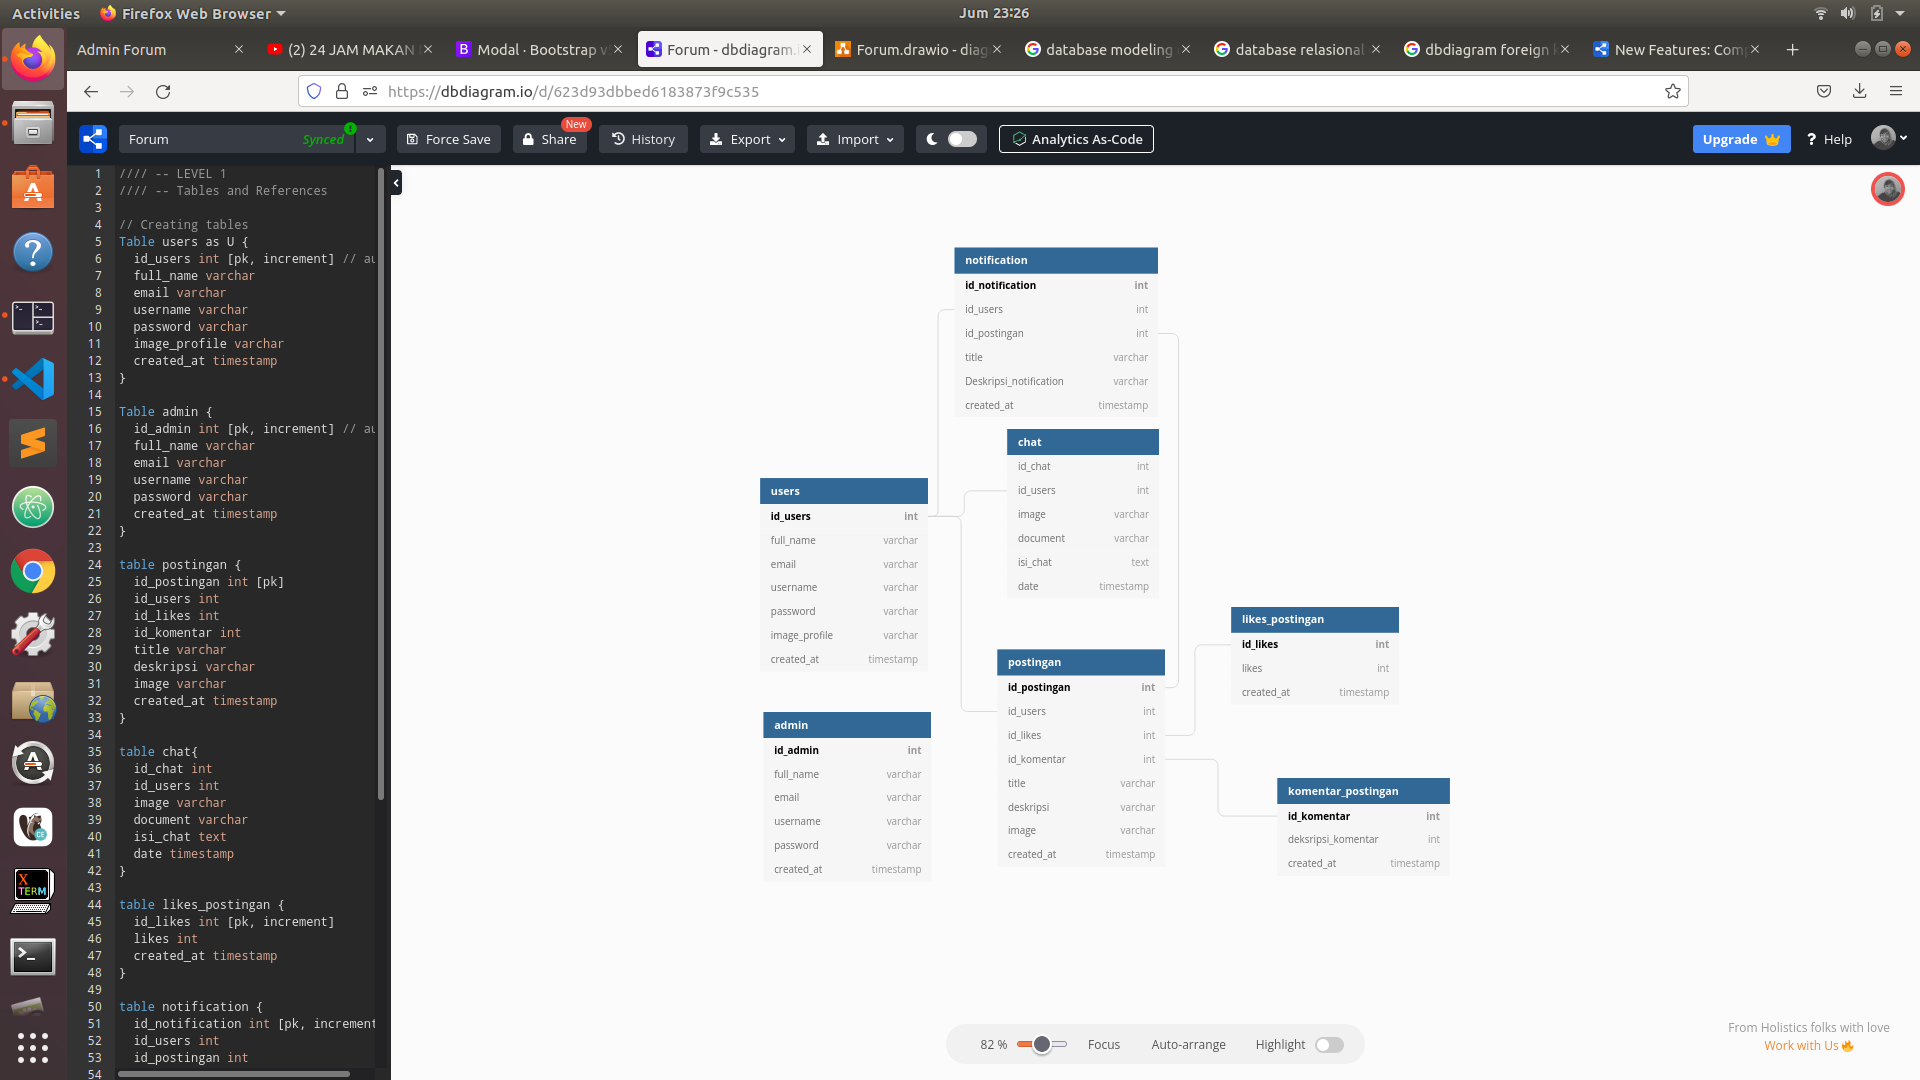 Activities
Firefox Web Browser
Jum 23:26
Admin Forum
(2) 24 JAM MAKAN
Modal · Bootstrap v
Forum - dbdiagram.
Forum.drawio - diag
database modeling
database relasional
dbdiagram foreign k
New Features: Comp
https://dbdiagram.io/d/623d93dbbed6183873f9c535
Forum
Synced
!
Force Save
Share
New
History
Export
Import
Analytics As-Code
Upgrade
? Help
1 //// -- LEVEL 1
2 //// -- Tables and References
3
4 // Creating tables
5 Table users as U {
6 id_users int [pk, increment] // au
7 full_name varchar
8 email varchar
9 username varchar
10 password varchar
11 image_profile varchar
12 created_at timestamp
13 }
14
15 Table admin {
16 id_admin int [pk, increment] // au
17 full_name varchar
18 email varchar
19 username varchar
20 password varchar
21 created_at timestamp
22 }
23
24 table postingan {
25 id_postingan int [pk]
26 id_users int
27 id_likes int
28 id_komentar int
29 title varchar
30 deskripsi varchar
31 image varchar
32 created_at timestamp
33 }
34
35 table chat{
36 id_chat int
37 id_users int
38 image varchar
39 document varchar
40 isi_chat text
41 date timestamp
42 }
43
44 table likes_postingan {
45 id_likes int [pk, increment]
46 likes int
47 created_at timestamp
48 }
49
50 table notification {
51 id_notification int [pk, increment
52 id_users int
53 id_postingan int
54
notification
id_notification int
id_users int
id_postingan int
title varchar
Deskripsi_notification varchar
created_at timestamp
chat
id_chat int
id_users int
image varchar
document varchar
isi_chat text
date timestamp
users
id_users int
full_name varchar
email varchar
username varchar
password varchar
image_profile varchar
created_at timestamp
likes_postingan
id_likes int
likes int
created_at timestamp
postingan
id_postingan int
id_users int
id_likes int
id_komentar int
title varchar
deskripsi varchar
image varchar
created_at timestamp
admin
id_admin int
full_name varchar
email varchar
username varchar
password varchar
created_at timestamp
komentar_postingan
id_komentar int
deksripsi_komentar int
created_at timestamp
82 %
Focus
Auto-arrange
Highlight
From Holistics folks with love
Work with Us
X
TERM
CE